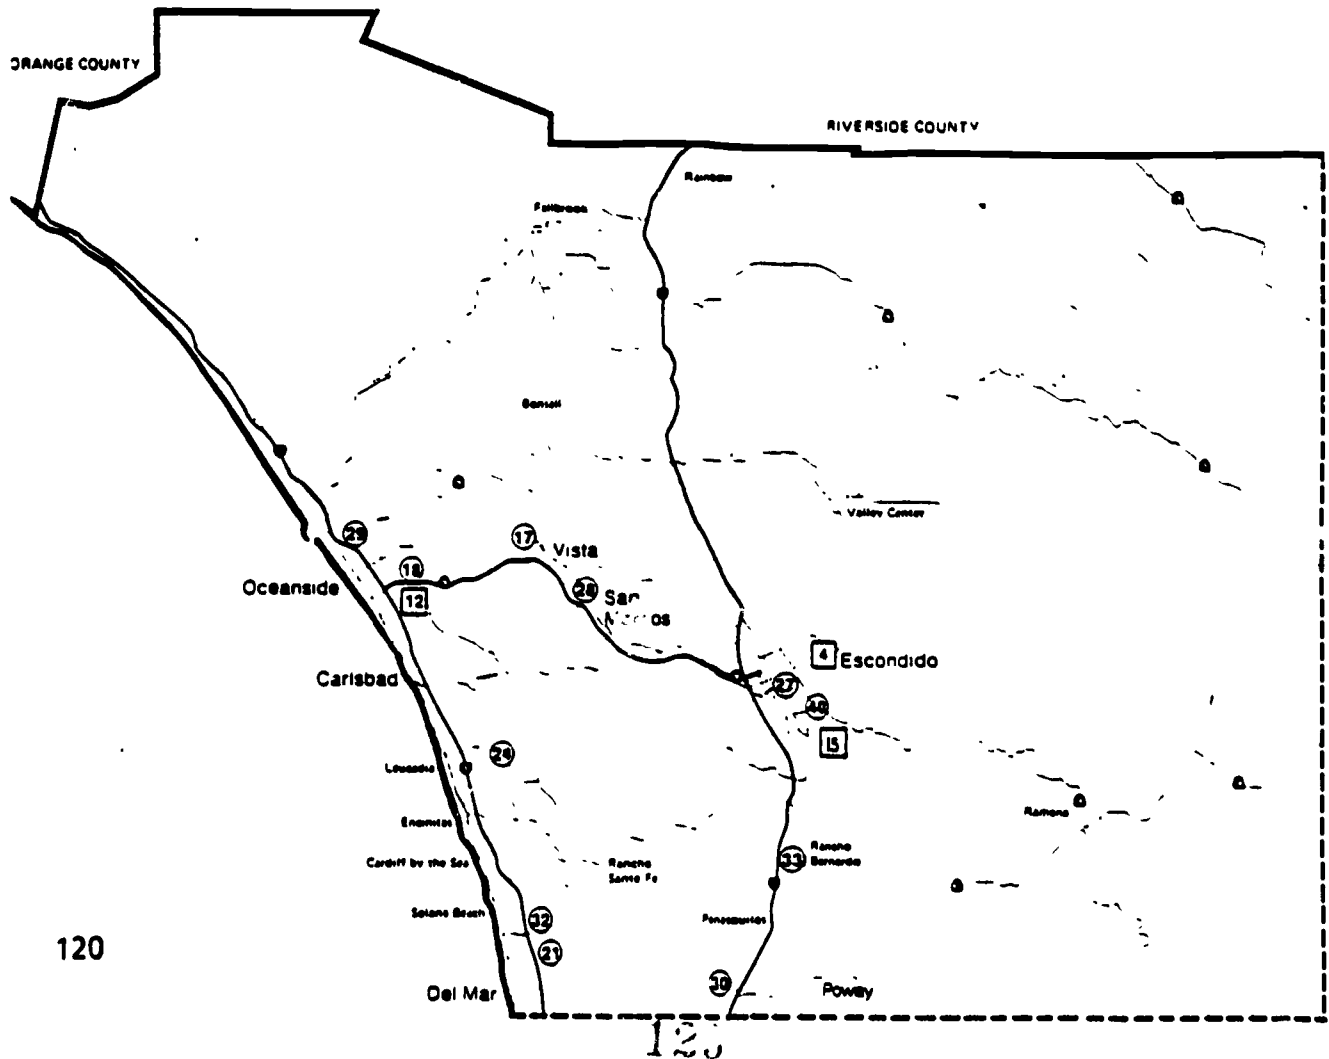 ORANGE COUNTY
RIVERSIDE COUNTY
Rainbow
Fallbrook
Bonsall
Valley Center
29
17
Vista
18
Oceanside
12
28
San
4
Escondido
Carlsbad
27
40
15
24
Leucadia
Encinitas
Ramona
Cardiff by the Sea
Rancho
Santa Fe
33
Rancho
Bernardo
Solana Beach
32
Penasquitos
120
21
Del Mar
30
Poway